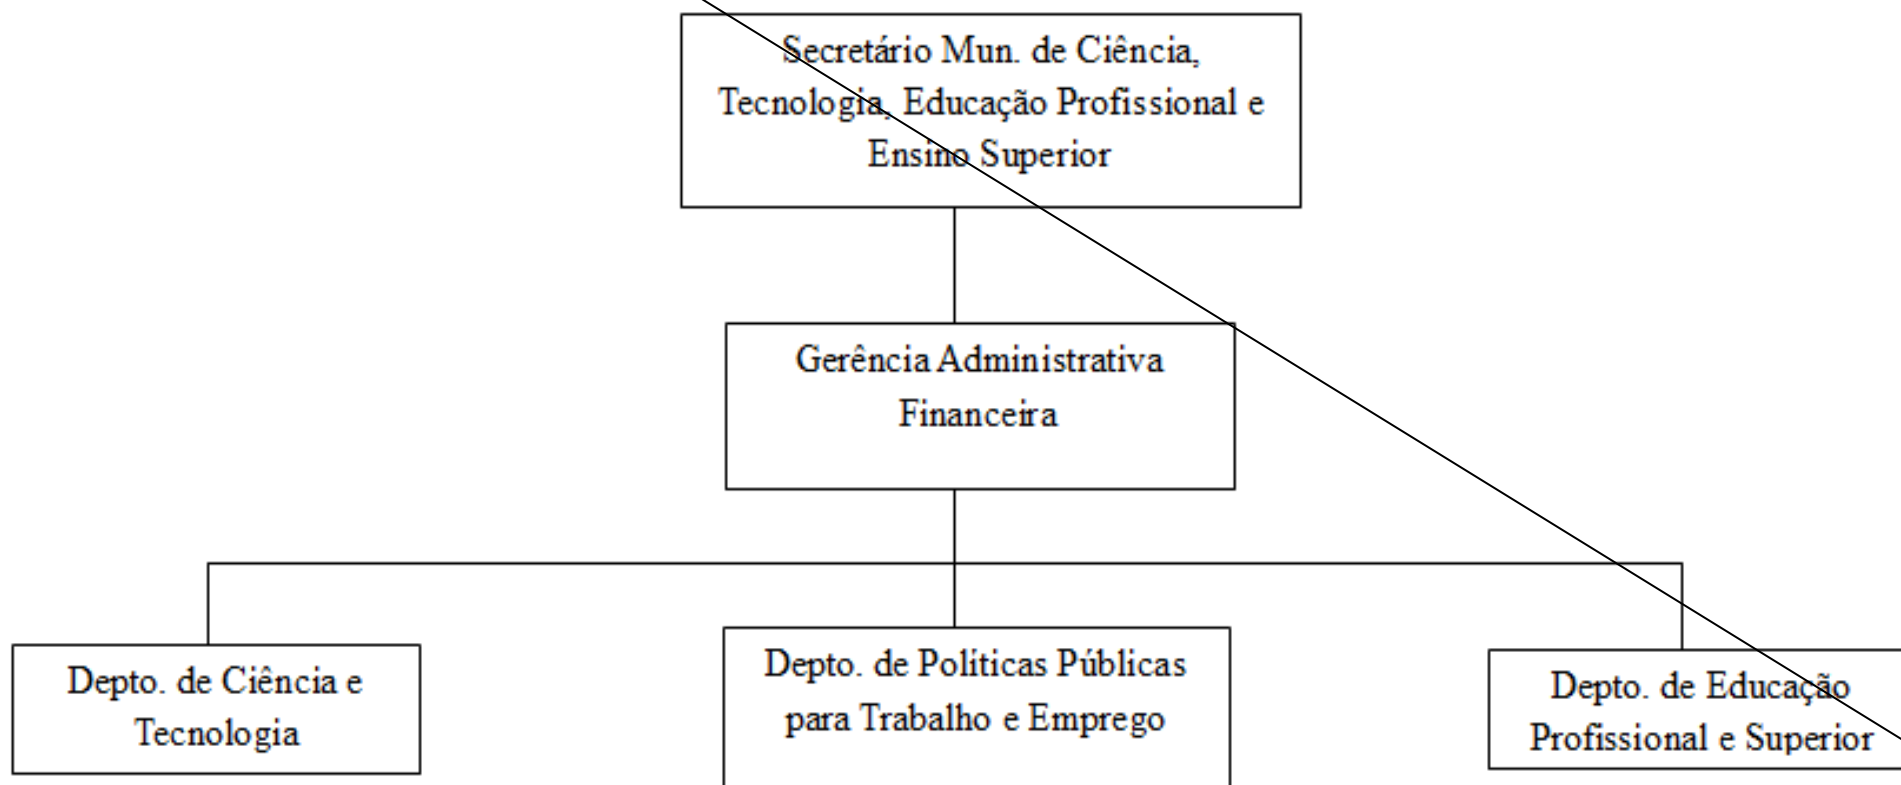 Secretário Mun. de Ciência,
Tecnologia, Educação Profissional e
Ensino Superior
Gerência Administrativa
Financeira
Depto. de Ciência e
Tecnologia
Depto. de Politicas Públicas
para Trabalho e Emprego
Depto. de Educação
Profissional e Superior